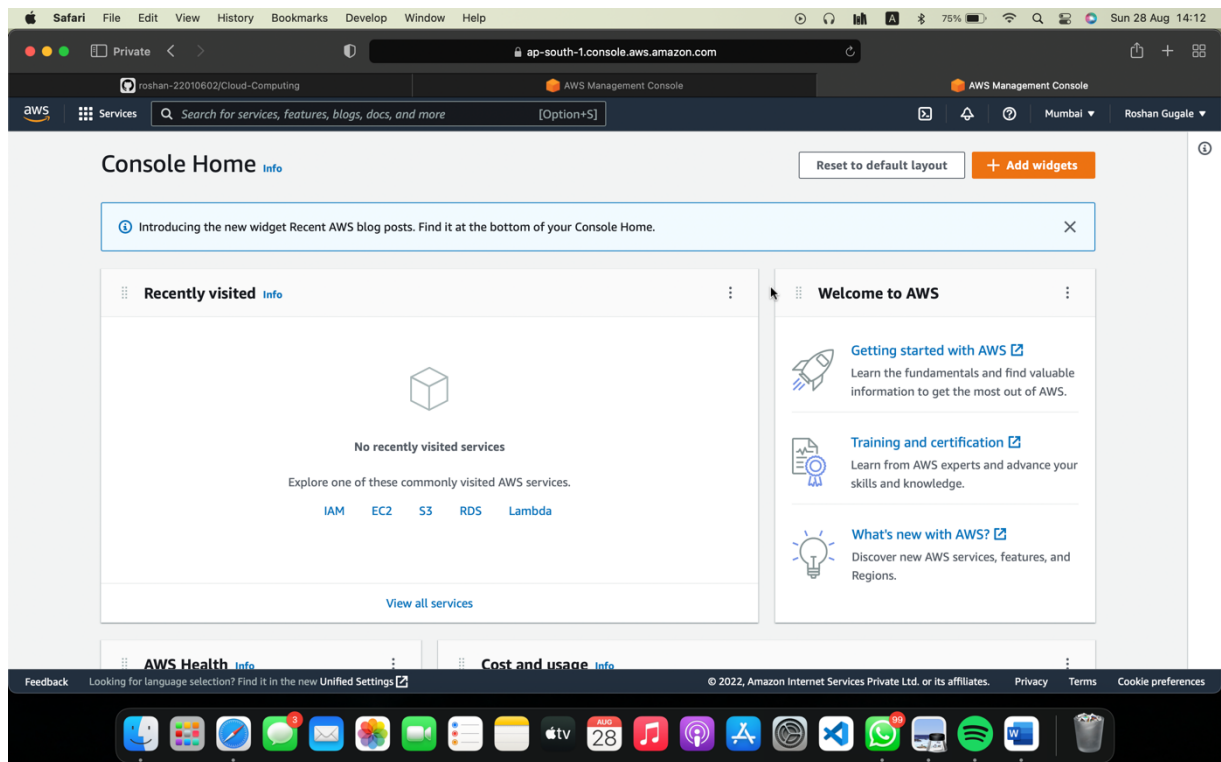 Safari File Edit View History Bookmarks Develop Window Help A 75% Sun 28 Aug 14:12
Private ap-south-1.console.aws.amazon.com
roshan-22010602/Cloud-Computing AWS Management Console AWS Management Console
aws Services Search for services, features, blogs, docs, and more [Option+S] Mumbai Roshan Gugale
Console Home Info Reset to default layout + Add widgets
Introducing the new widget Recent AWS blog posts. Find it at the bottom of your Console Home.
Recently visited Info
No recently visited services
Explore one of these commonly visited AWS services.
IAM EC2 S3 RDS Lambda
View all services
Welcome to AWS
Getting started with AWS
Learn the fundamentals and find valuable
information to get the most out of AWS.
Training and certification
Learn from AWS experts and advance your
skills and knowledge.
What's new with AWS?
Discover new AWS services, features, and
Regions.
AWS Health Info Cost and usage Info
Feedback Looking for language selection? Find it in the new Unified Settings © 2022, Amazon Internet Services Private Ltd. or its affiliates. Privacy Terms Cookie preferences
3 tv AUG 28 99 W